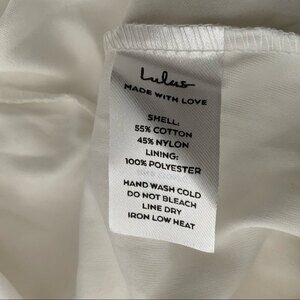 Lulus
MADE WITH LOVE
SHELL:
55% COTTON
45% NYLON
LINING:
100% POLYESTER
HAND WASH COLD
DO NOT BLEACH
LINE DRY
IRON LOW HEAT